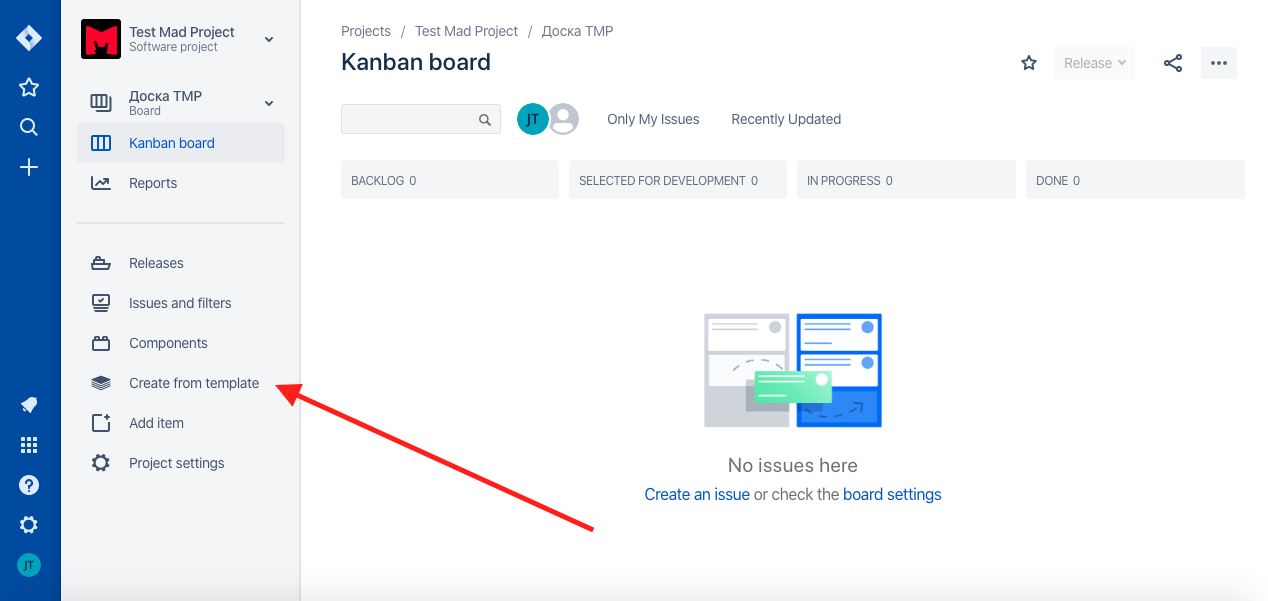 Test Mad Project
Software project
Доска TMP
Board
Kanban board
Reports
Releases
Issues and filters
Components
Create from template
Add item
Project settings
JT
Projects / Test Mad Project / Доска TMP
Kanban board
Release
JT
Only My Issues
Recently Updated
BACKLOG 0
SELECTED FOR DEVELOPMENT 0
IN PROGRESS 0
DONE 0
No issues here
Create an issue or check the board settings